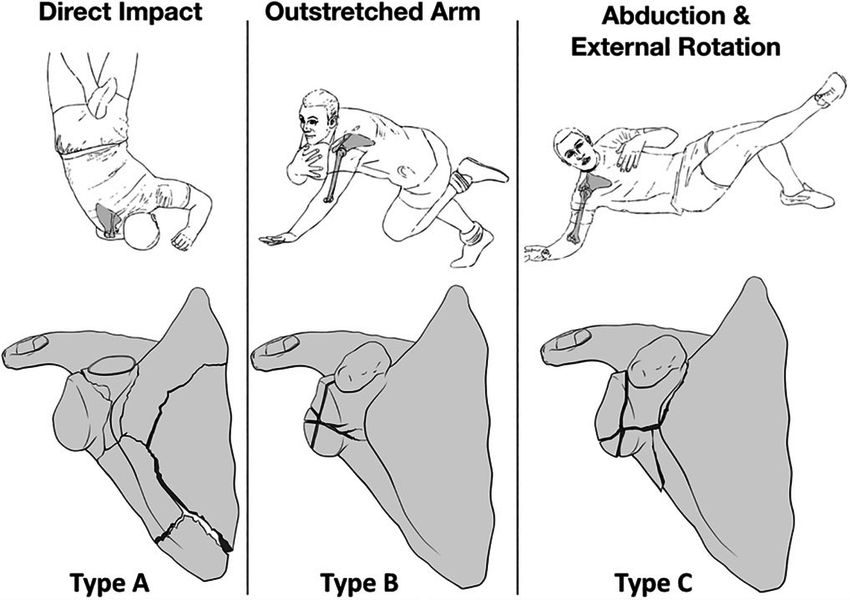 Direct Impact
Outstretched Arm
Abduction &
External Rotation
Type A
Type B
Type C